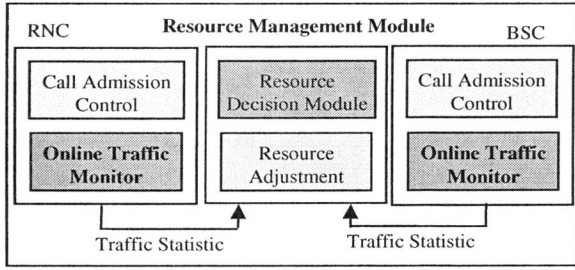 RNC
Resource Management Module
BSC
Call Admission
Control
Online Traffic
Monitor
Resource
Decision Module
Resource
Adjustment
Call Admission
Control
Online Traffic
Monitor
Traffic Statistic
Traffic Statistic